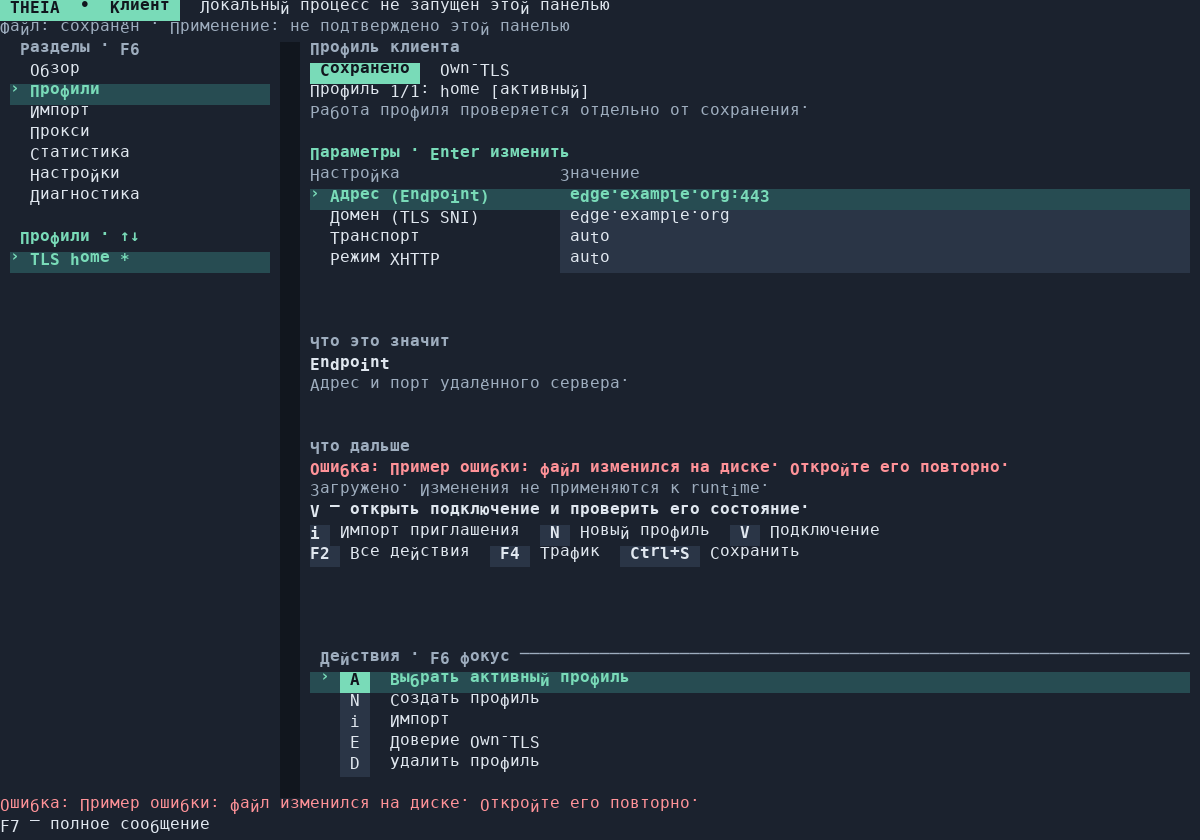 THEIA • Клиент Локальный процесс не запущен этой панелью
Файл: сохранён · Применение: не подтверждено этой панелью
Разделы · F6
Обзор
› Профили
Импорт
Прокси
Статистика
Настройки
Диагностика
Профили · ↑↓
› TLS home *
Профиль клиента
Сохранено Own-TLS
Профиль 1/1: home [активный]
Работа профиля проверяется отдельно от сохранения.
Параметры · Enter изменить
Настройка Значение
› Адрес (Endpoint) edge.example.org:443
Домен (TLS SNI) edge.example.org
Транспорт auto
Режим XHTTP auto
Что это значит
Endpoint
Адрес и порт удалённого сервера.
Что дальше
Ошибка: Пример ошибки: файл изменился на диске. Откройте его повторно.
Загружено. Изменения не применяются к runtime.
V — открыть подключение и проверить его состояние.
i Импорт приглашения N Новый профиль V Подключение
F2 Все действия F4 Трафик Ctrl+S Сохранить
Действия · F6 фокус
› A Выбрать активный профиль
N Создать профиль
i Импорт
E Доверие Own-TLS
D Удалить профиль
Ошибка: Пример ошибки: файл изменился на диске. Откройте его повторно.
F7 — полное сообщение